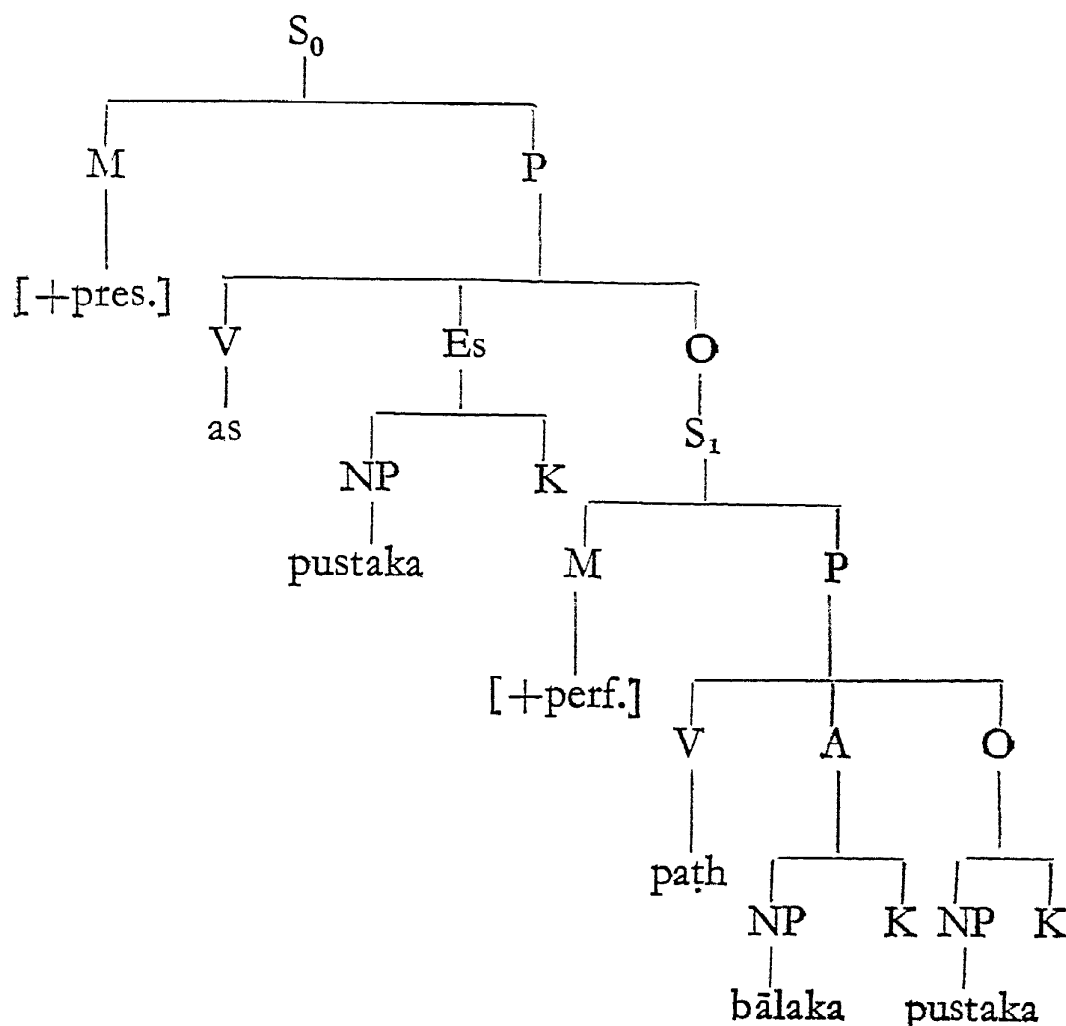 S₀
M P
[+pres.]
V Es O
as S₁
NP K
pustaka M P
[+perf.]
V A O
paṭh
NP K NP K
bālaka pustaka